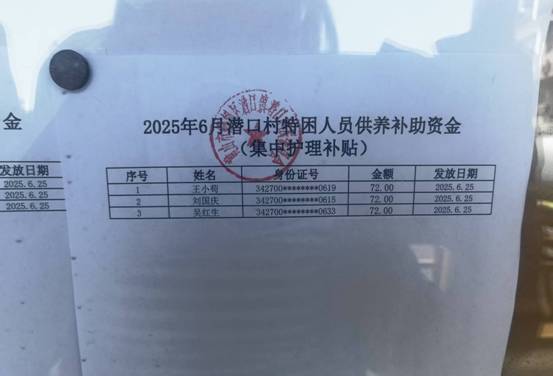 金
发放日期
2025.6.25
2025.6.25
2025.6.25
2025年6月潜口村特困人员供养补助资金
（集中护理补贴）
序号 姓名 身份证号 金额 发放日期
1 王小苟 342700********0619 72.00 2025.6.25
2 刘国庆 342700********0615 72.00 2025.6.25
3 吴红生 342700********0633 72.00 2025.6.25